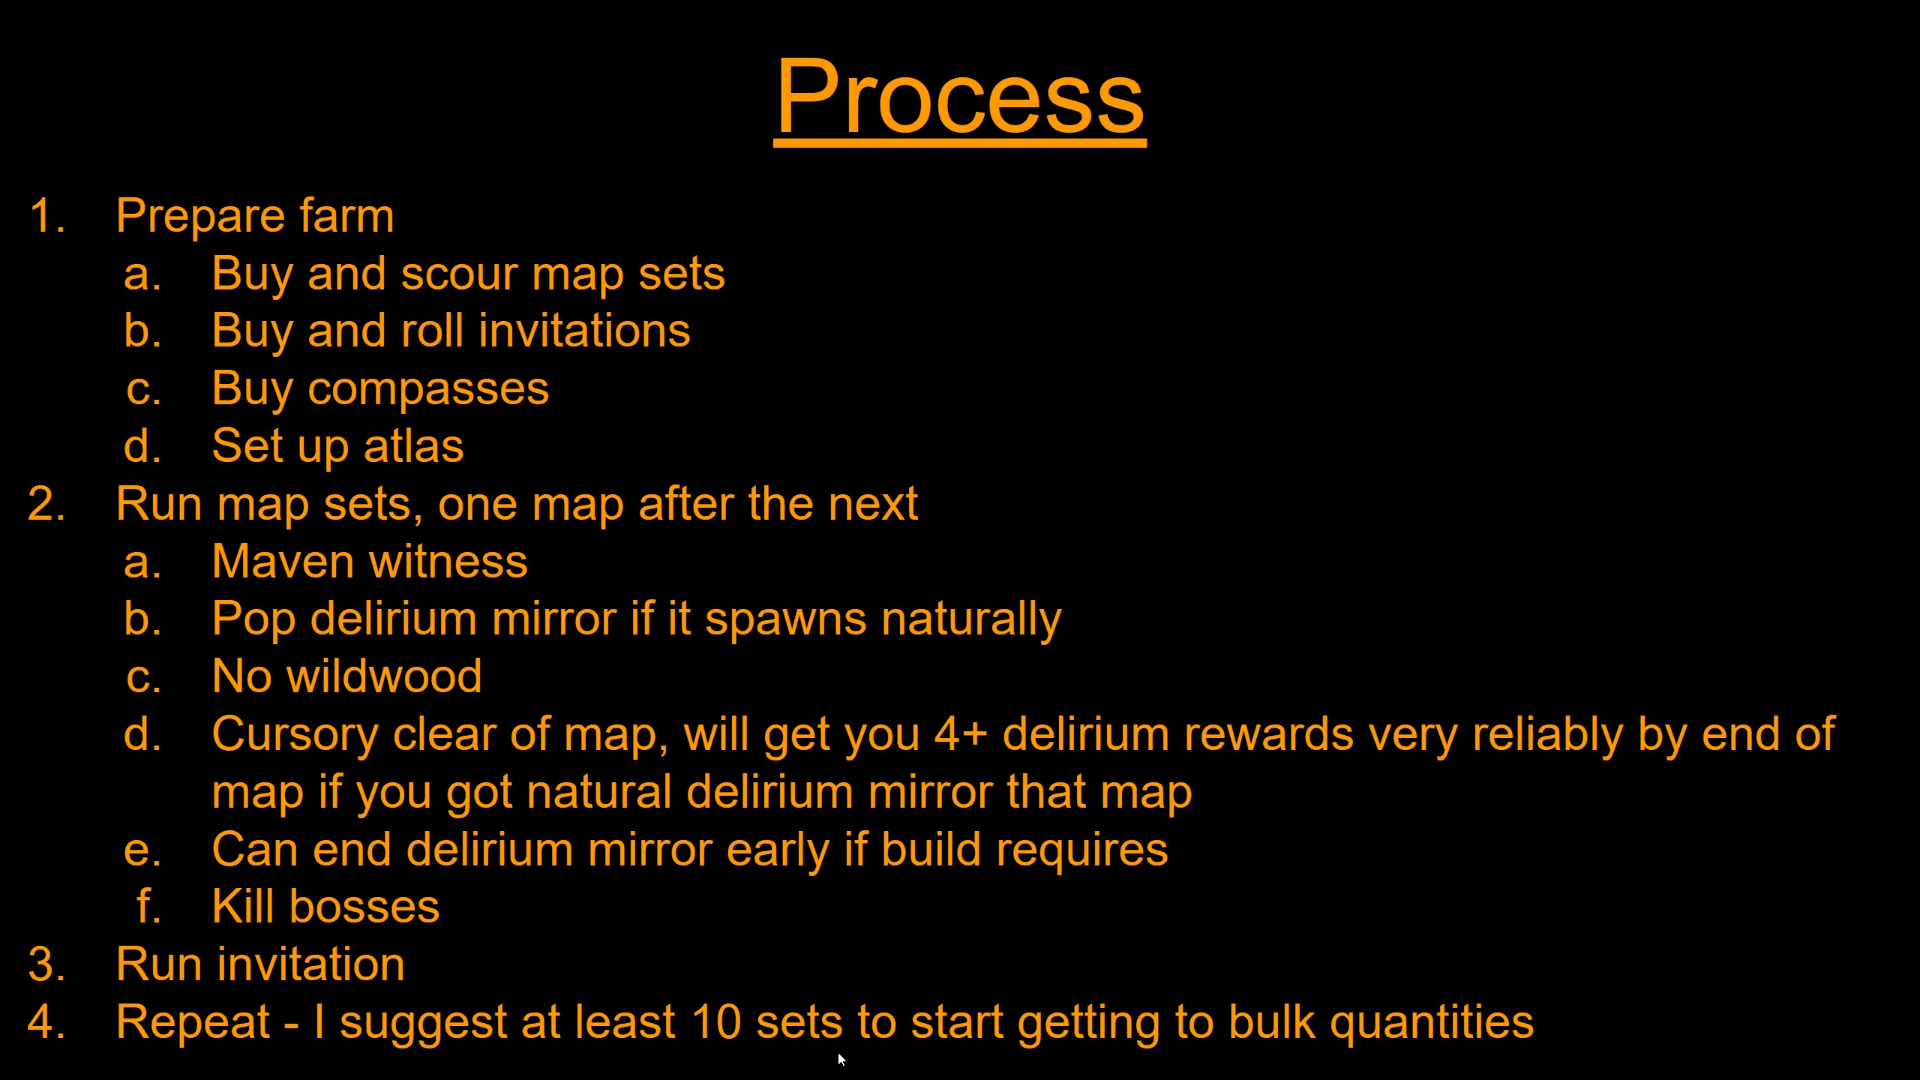 Process
1. Prepare farm
a. Buy and scour map sets
b. Buy and roll invitations
c. Buy compasses
d. Set up atlas
2. Run map sets, one map after the next
a. Maven witness
b. Pop delirium mirror if it spawns naturally
c. No wildwood
d. Cursory clear of map, will get you 4+ delirium rewards very reliably by end of
map if you got natural delirium mirror that map
e. Can end delirium mirror early if build requires
f. Kill bosses
3. Run invitation
4. Repeat - I suggest at least 10 sets to start getting to bulk quantities